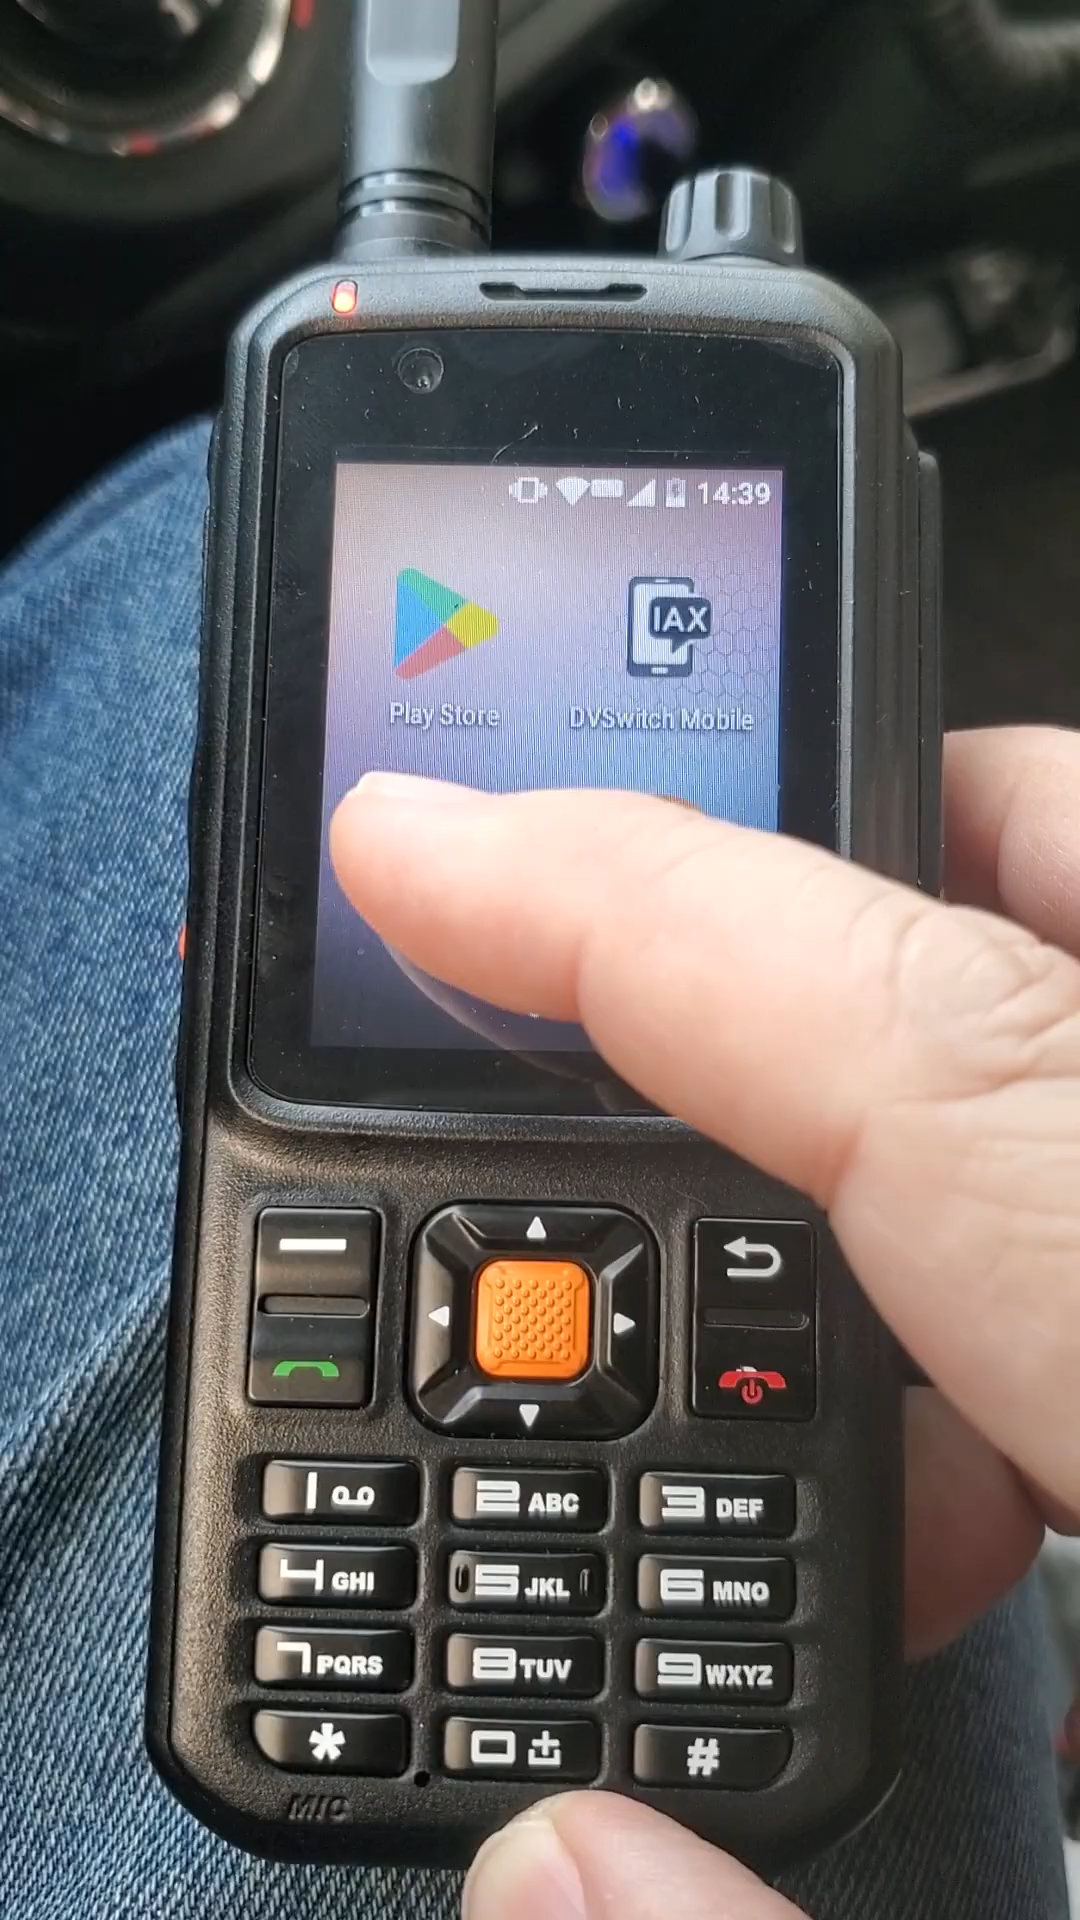 14:39
IAX
Play Store
DVSwitch Mobile
1
2 ABC
3 DEF
4 GHI
5 JKL
6 MNO
7 PQRS
8 TUV
9 WXYZ
*
0
#
MIC